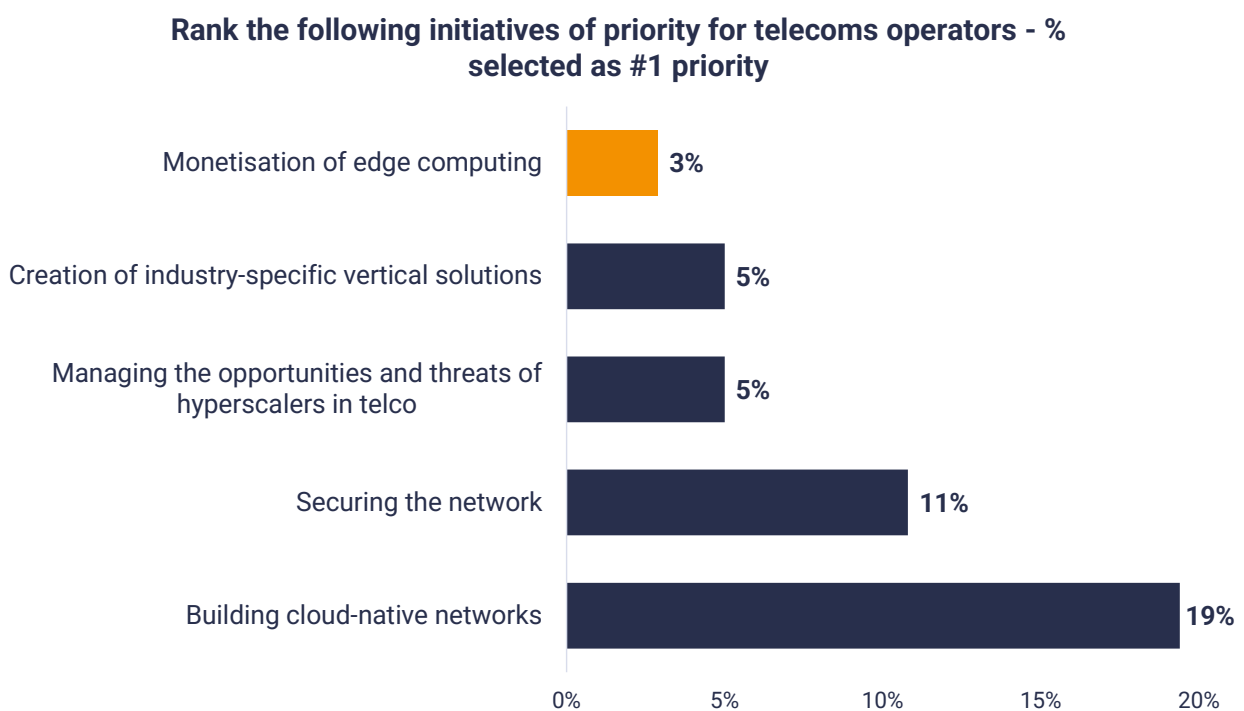 Rank the following initiatives of priority for telecoms operators - %
selected as #1 priority
Monetisation of edge computing
3%
Creation of industry-specific vertical solutions
5%
Managing the opportunities and threats of
hyperscalers in telco
5%
Securing the network
11%
Building cloud-native networks
19%
0%
5%
10%
15%
20%